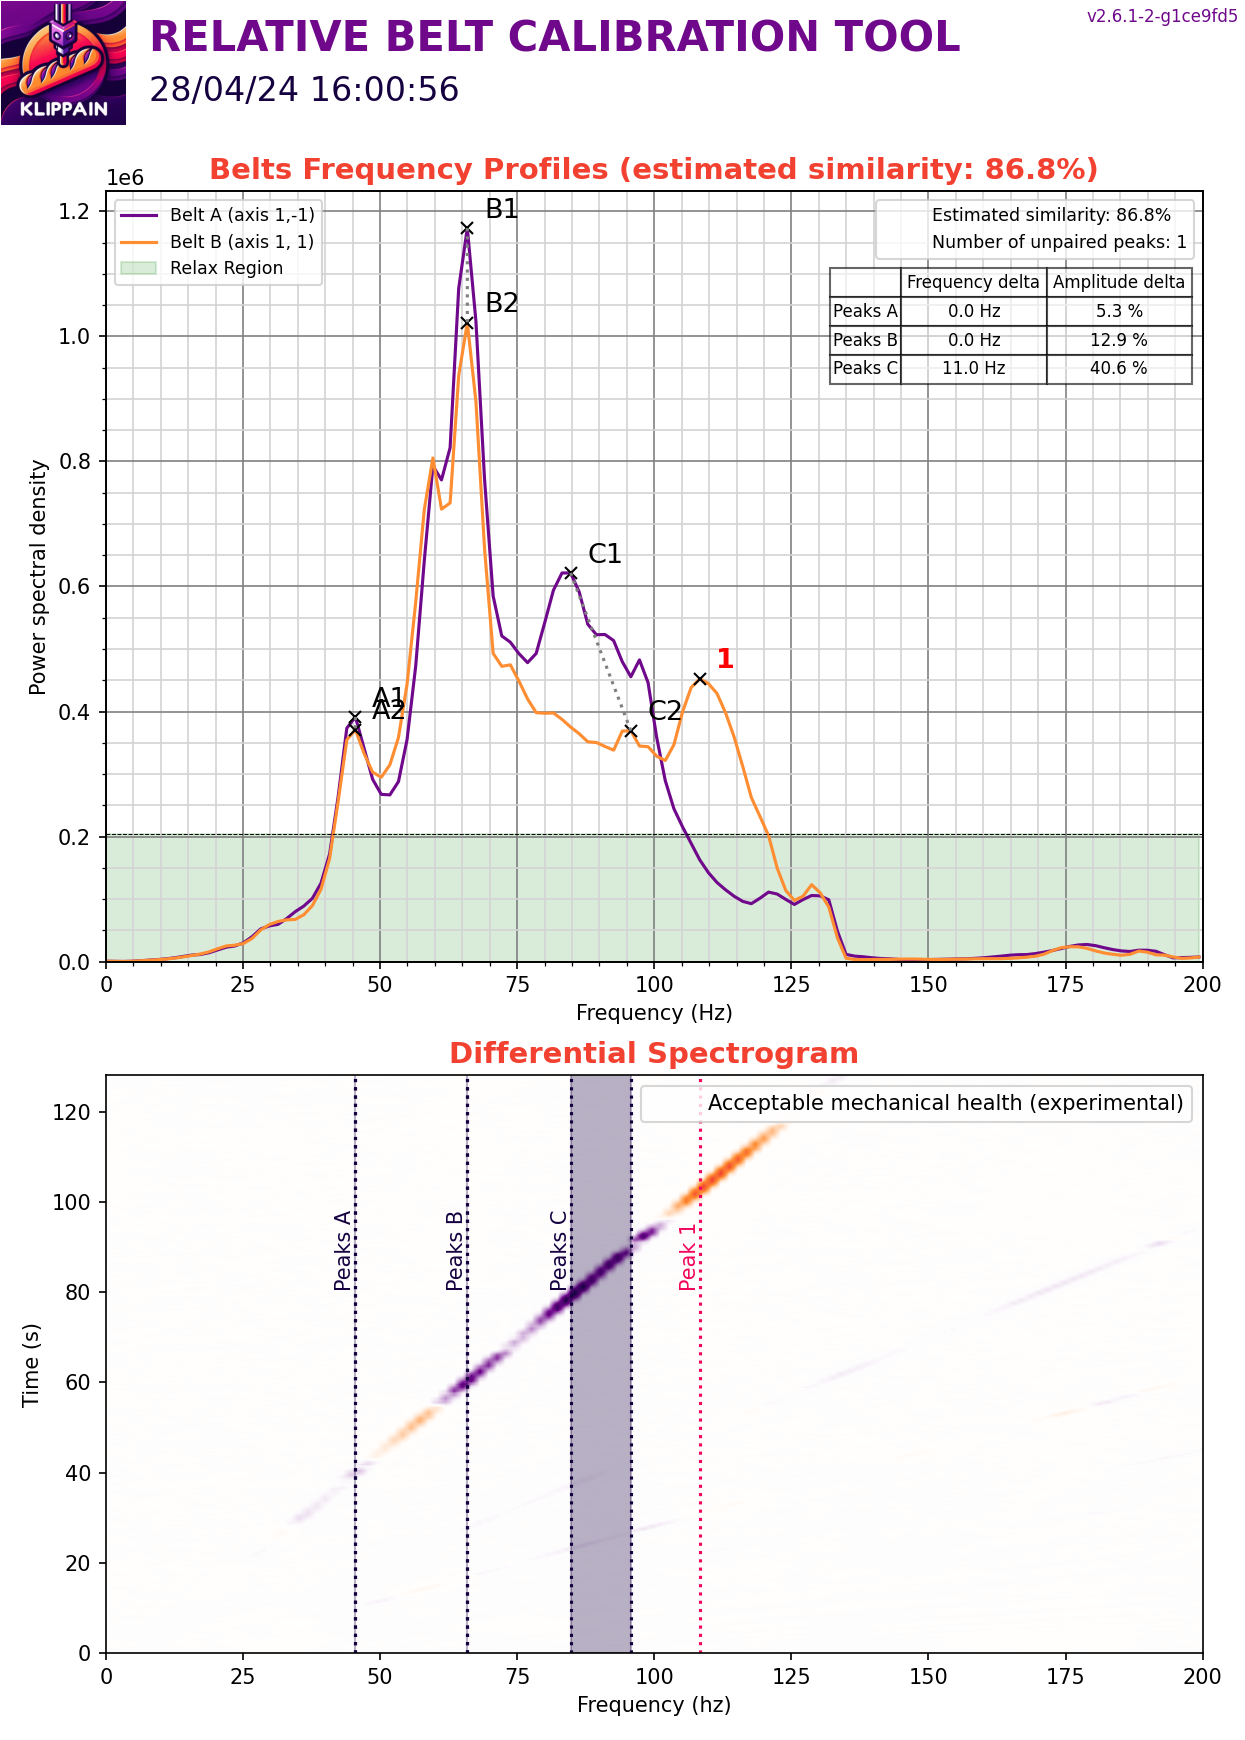 KLIPPAIN
RELATIVE BELT CALIBRATION TOOL
v2.6.1-2-g1ce9fd5
28/04/24 16:00:56
Belts Frequency Profiles (estimated similarity: 86.8%)
1e6
Belt A (axis 1,-1)
Belt B (axis 1, 1)
Relax Region
Estimated similarity: 86.8%
Number of unpaired peaks: 1
Frequency delta Amplitude delta
Peaks A 0.0 Hz 5.3 %
Peaks B 0.0 Hz 12.9 %
Peaks C 11.0 Hz 40.6 %
B1
B2
C1
1
A1
A2
C2
Power spectral density
1.2
1.0
0.8
0.6
0.4
0.2
0.0
0 25 50 75 100 125 150 175 200
Frequency (Hz)
Differential Spectrogram
Acceptable mechanical health (experimental)
Peaks A
Peaks B
Peaks C
Peak 1
Time (s)
120
100
80
60
40
20
0
0 25 50 75 100 125 150 175 200
Frequency (hz)